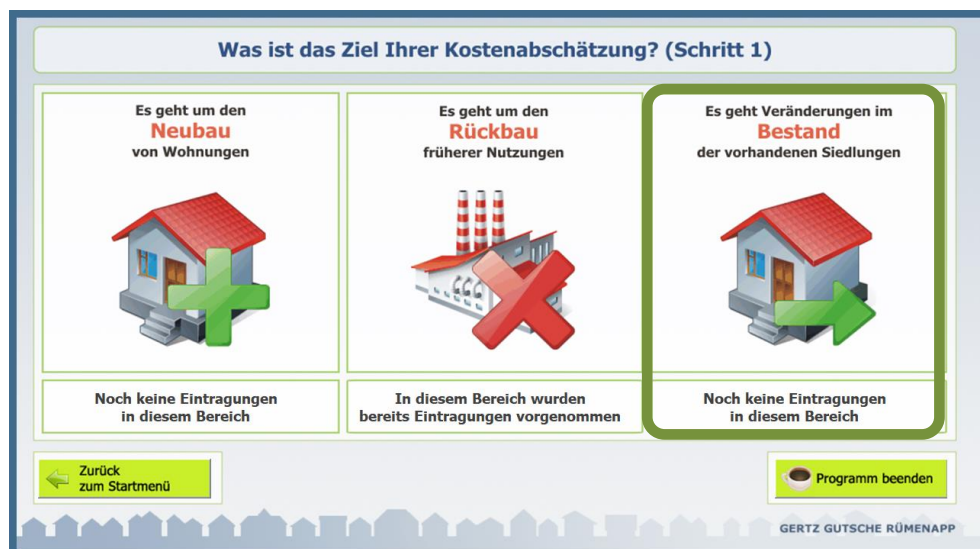 Was ist das Ziel Ihrer Kostenabschätzung? (Schritt 1)
Es geht um den
Neubau
von Wohnungen
Noch keine Eintragungen
in diesem Bereich
Es geht um den
Rückbau
früherer Nutzungen
In diesem Bereich wurden
bereits Eintragungen vorgenommen
Es geht Veränderungen im
Bestand
der vorhandenen Siedlungen
Noch keine Eintragungen
in diesem Bereich
Zurück
zum Startmenü
Programm beenden
GERTZ GUTSCHE RÜMENAPP